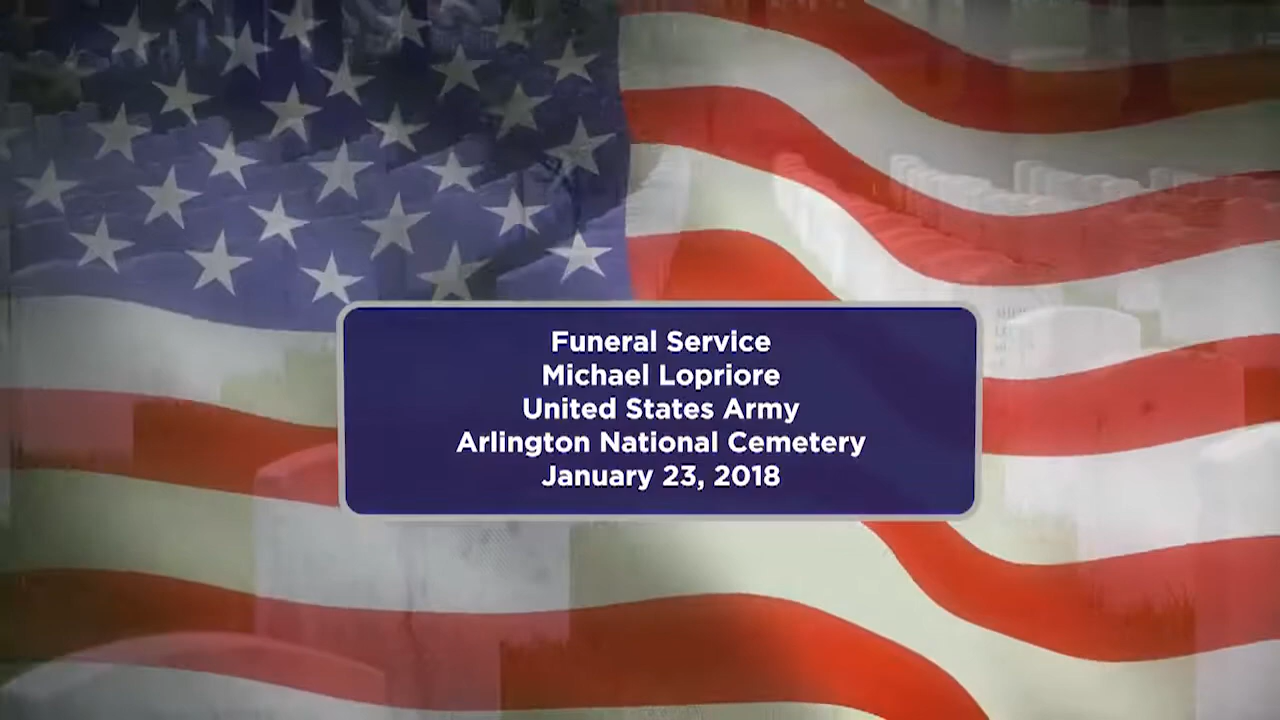 Funeral Service
Michael Lopriore
United States Army
Arlington National Cemetery
January 23, 2018